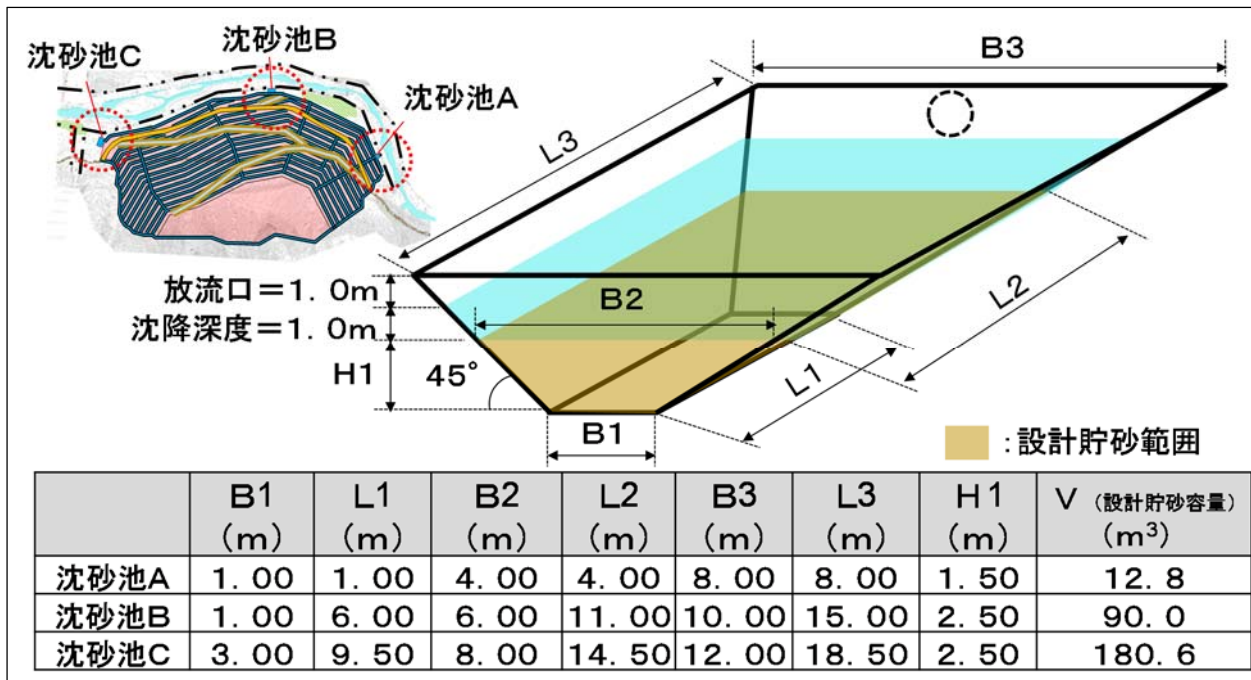 沈砂池B
沈砂池C
沈砂池A
B3
L3
放流口=1.0m
沈降深度=1.0m
B2
L2
H1
45°
L1
B1
:設計貯砂範囲
B1 L1 B2 L2 B3 L3 H1 V (設計貯砂容量)
(m) (m) (m) (m) (m) (m) (m) (m³)
沈砂池A 1.00 1.00 4.00 4.00 8.00 8.00 1.50 12.8
沈砂池B 1.00 6.00 6.00 11.00 10.00 15.00 2.50 90.0
沈砂池C 3.00 9.50 8.00 14.50 12.00 18.50 2.50 180.6